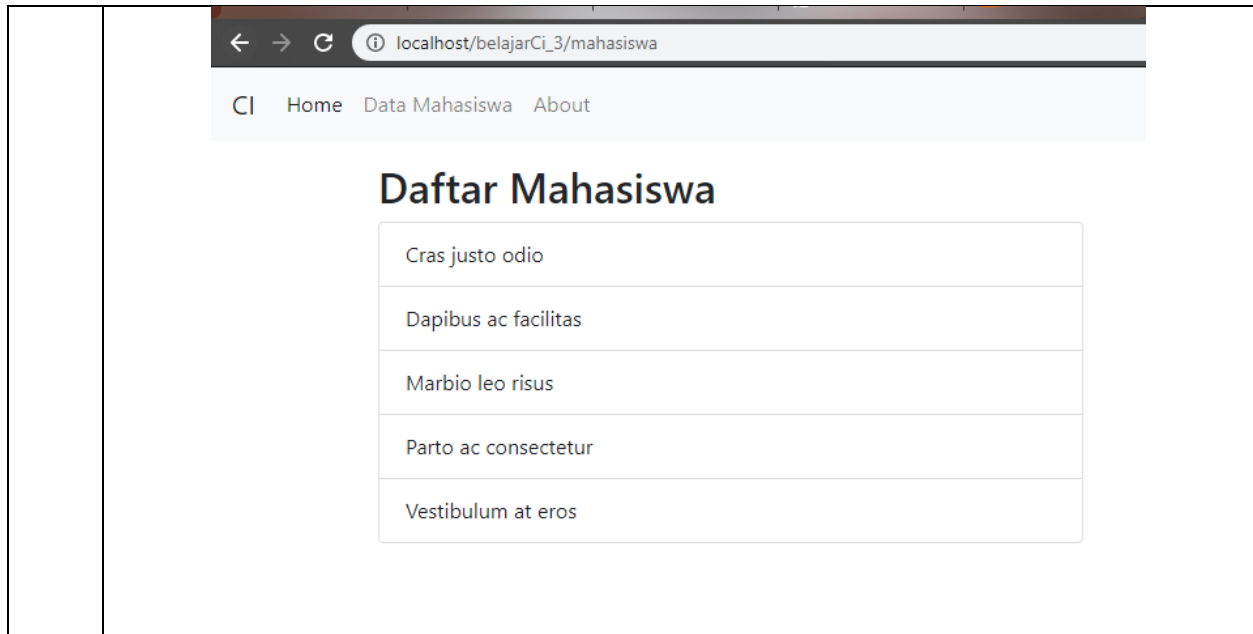 localhost/belajarCi_3/mahasiswa
CI Home Data Mahasiswa About
Daftar Mahasiswa
Cras justo odio
Dapibus ac facilitas
Marbio leo risus
Parto ac consectetur
Vestibulum at eros